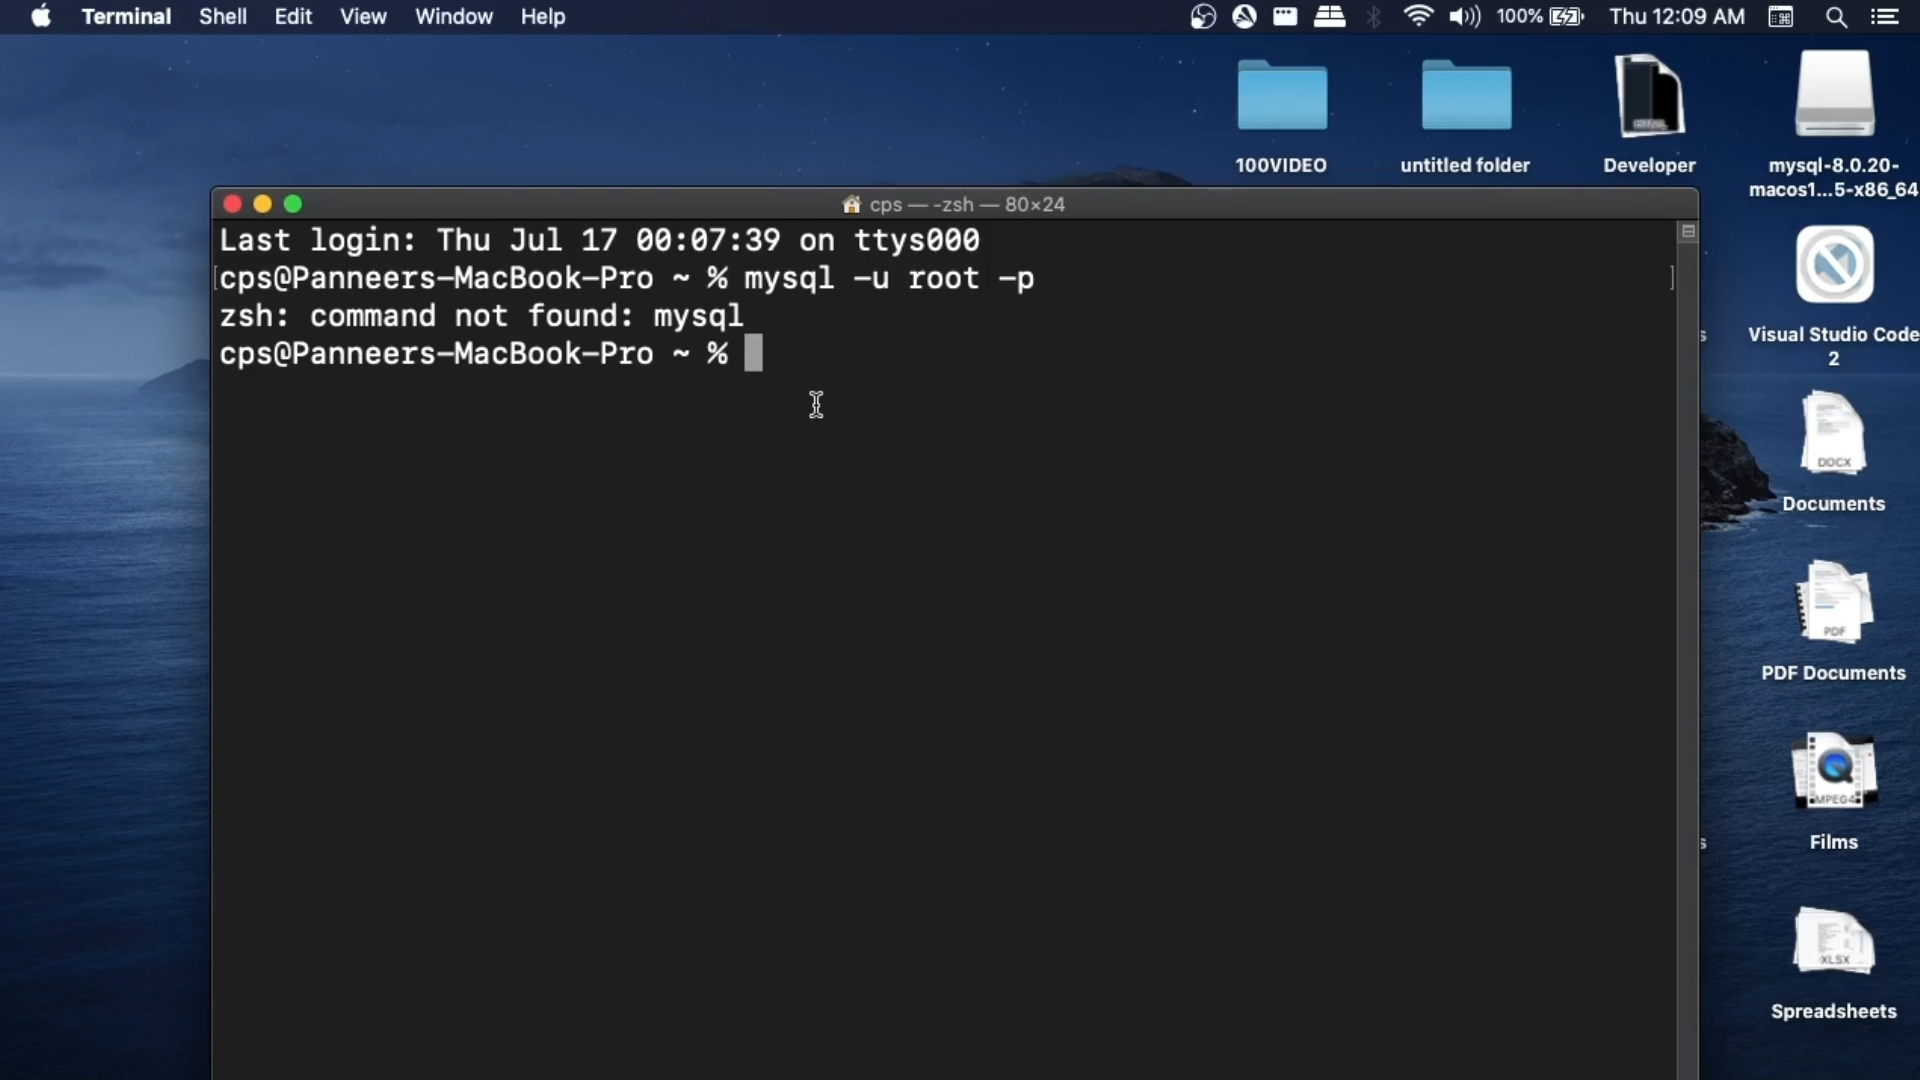 Terminal Shell Edit View Window Help 100% Thu 12:09 AM
100VIDEO
untitled folder
Developer
mysql-8.0.20-
macos1...5-x86_64
cps — -zsh — 80×24
Last login: Thu Jul 17 00:07:39 on ttys000
[cps@Panneers-MacBook-Pro ~ % mysql -u root -p ]
zsh: command not found: mysql
cps@Panneers-MacBook-Pro ~ %
Visual Studio Code
2
s
DOCX
Documents
PDF
PDF Documents
MPEG4
Films
s
XLSX
Spreadsheets